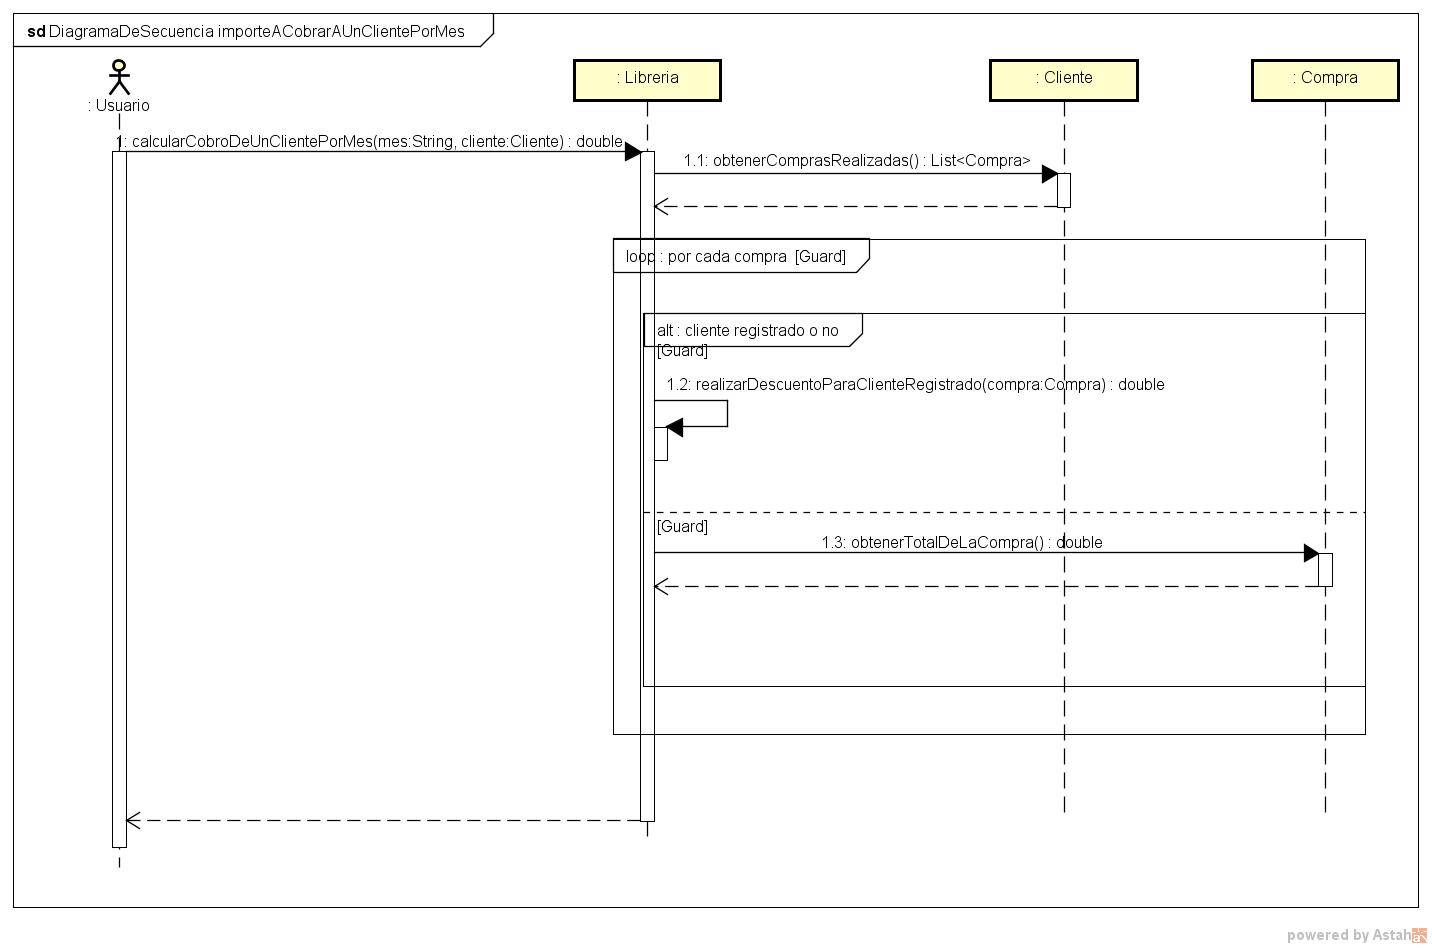 sd DiagramaDeSecuencia importeACobrarAUnClientePorMes
: Usuario
: Libreria
: Cliente
: Compra
1: calcularCobroDeUnClientePorMes(mes:String, cliente:Cliente) : double
1.1: obtenerComprasRealizadas() : List<Compra>
loop : por cada compra [Guard]
alt : cliente registrado o no
[Guard]
1.2: realizarDescuentoParaClienteRegistrado(compra:Compra) : double
[Guard]
1.3: obtenerTotalDeLaCompra() : double
powered by Astah